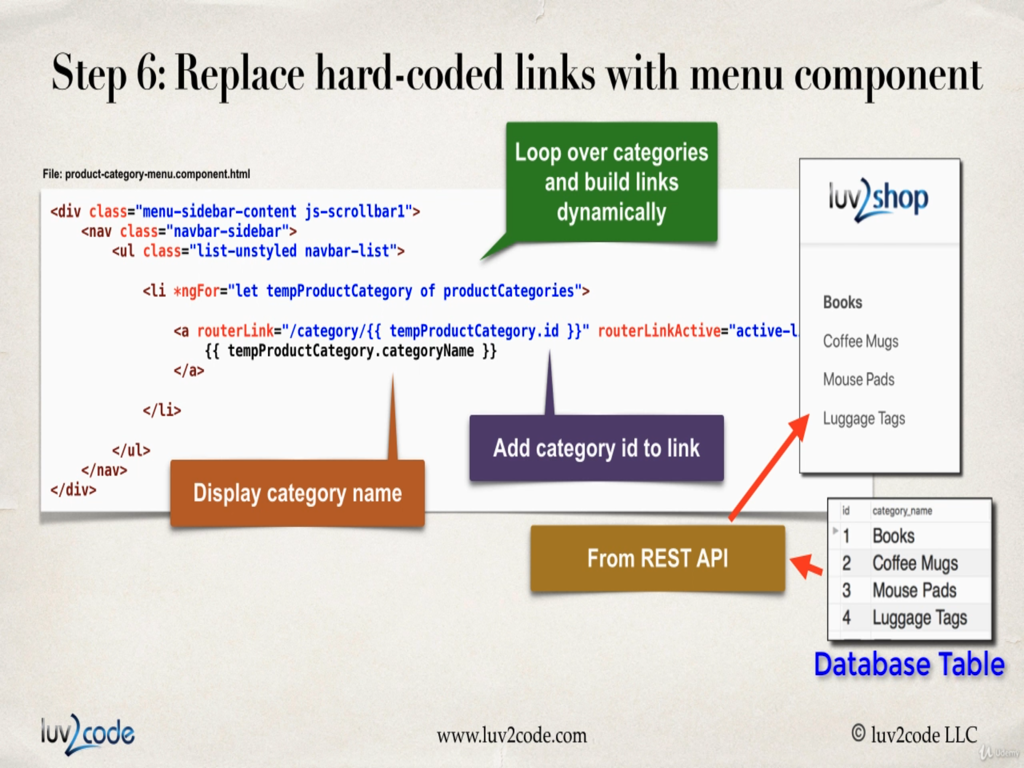 Step 6: Replace hard-coded links with menu component
File: product-category-menu.component.html
<div class="menu-sidebar-content js-scrollbar1">
<nav class="navbar-sidebar">
<ul class="list-unstyled navbar-list">
<li *ngFor="let tempProductCategory of productCategories">
<a routerLink="/category/{{ tempProductCategory.id }}" routerLinkActive="active-l
{{ tempProductCategory.categoryName }}
</a>
</li>
</ul>
</nav>
</div>
Loop over categories
and build links
dynamically
Display category name
Add category id to link
From REST API
luv2shop
Books
Coffee Mugs
Mouse Pads
Luggage Tags
id category_name
1 Books
2 Coffee Mugs
3 Mouse Pads
4 Luggage Tags
Database Table
luv2code
www.luv2code.com
© luv2code LLC
Udemy